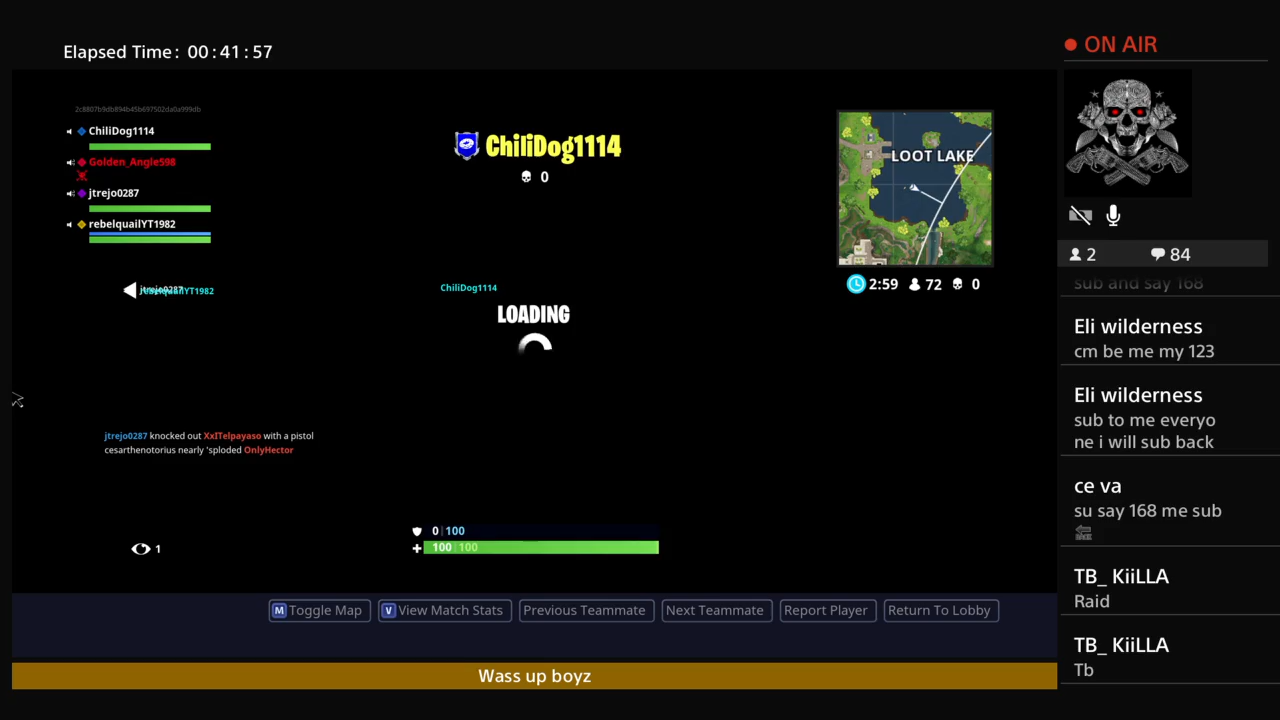 Elapsed Time: 00:41:57
ON AIR
2c8807b9db894b45b697502da0a999db
ChiliDog1114
Golden_Angle598
jtrejo0287
rebelquailYT1982
ChiliDog1114
0
LOOT LAKE
2:59 72 0
jtrejo0287
rebelquailYT1982
ChiliDog1114
LOADING
jtrejo0287 knocked out XxITelpayaso with a pistol
cesarthenotorius nearly 'sploded OnlyHector
1
0|100
100|100
M Toggle Map
V View Match Stats
Previous Teammate
Next Teammate
Report Player
Return To Lobby
Wass up boyz
2 84
sub and say 168
Eli wilderness
cm be me my 123
Eli wilderness
sub to me everyo
ne i will sub back
ce va
su say 168 me sub
BACK
TB_ KiiLLA
Raid
TB_ KiiLLA
Tb